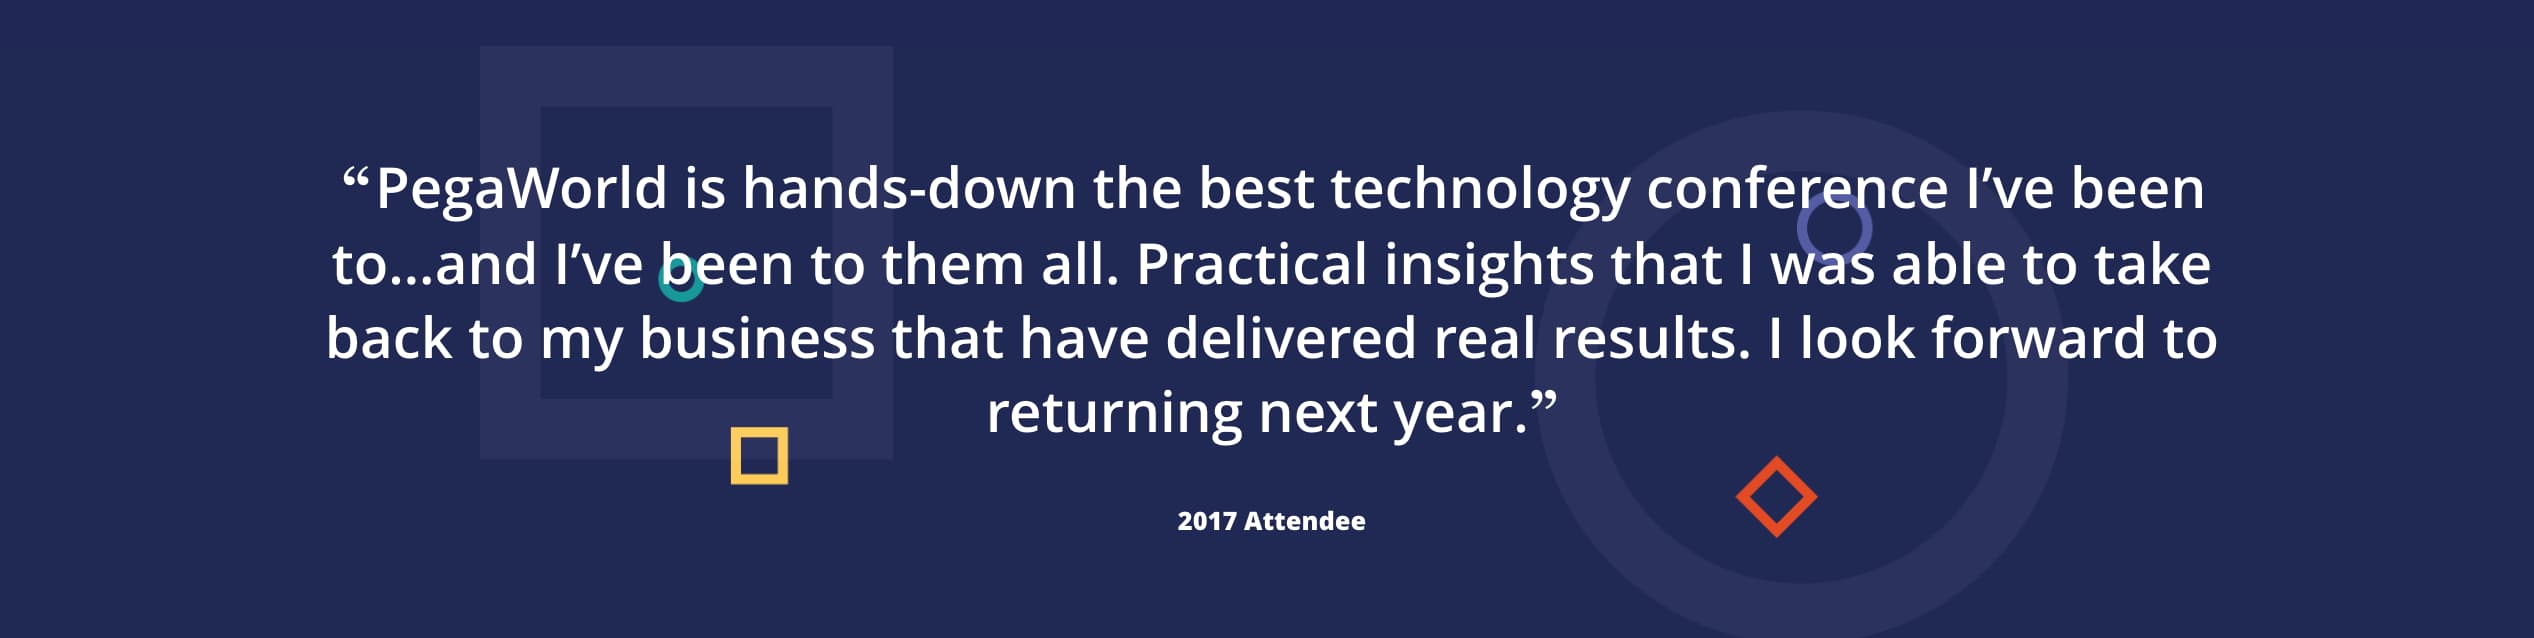 “PegaWorld is hands-down the best technology conference I’ve been
to...and I’ve been to them all. Practical insights that I was able to take
back to my business that have delivered real results. I look forward to
returning next year.”
2017 Attendee